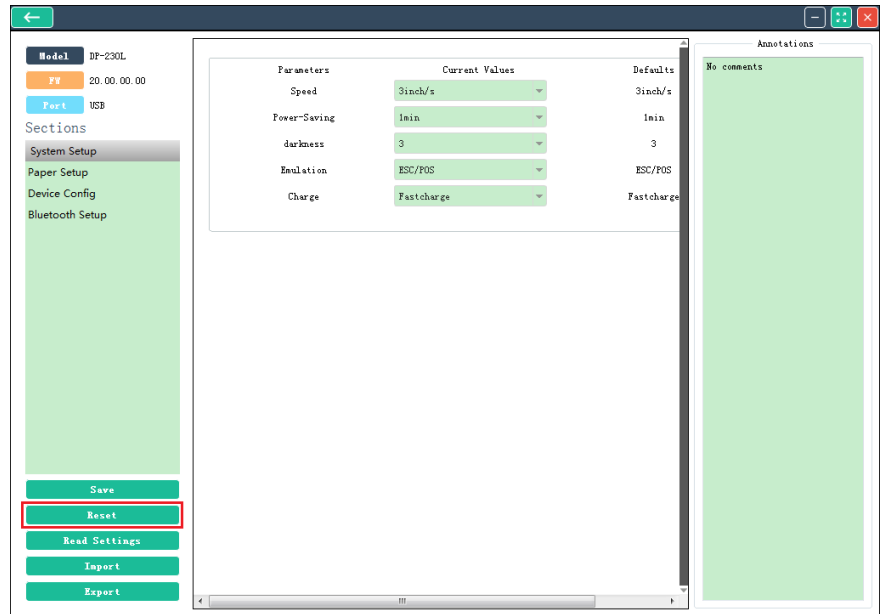 Model DP-230L
FW 20.00.00.00
Port USB
Sections
System Setup
Paper Setup
Device Config
Bluetooth Setup
Save
Reset
Read Settings
Import
Export
Parameters Current Values Defaults
Speed 3inch/s 3inch/s
Power-Saving 1min 1min
darkness 3 3
Emulation ESC/POS ESC/POS
Charge Fastcharge Fastcharge
Annotations
No comments